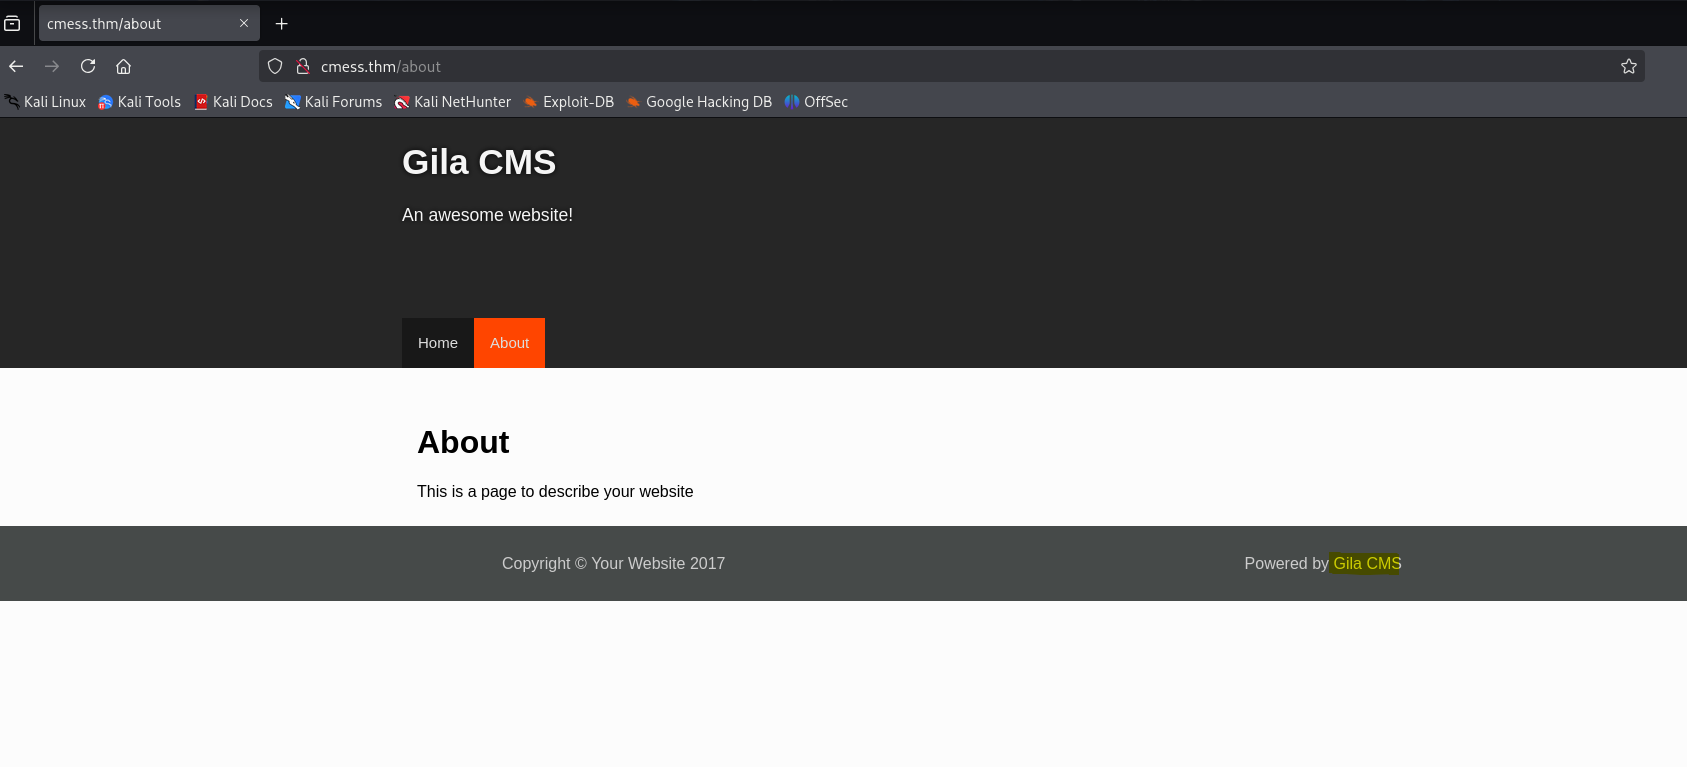 cmess.thm/about
cmess.thm/about
Kali Linux Kali Tools Kali Docs Kali Forums Kali NetHunter Exploit-DB Google Hacking DB OffSec
Gila CMS
An awesome website!
Home About
About
This is a page to describe your website
Copyright © Your Website 2017 Powered by Gila CMS